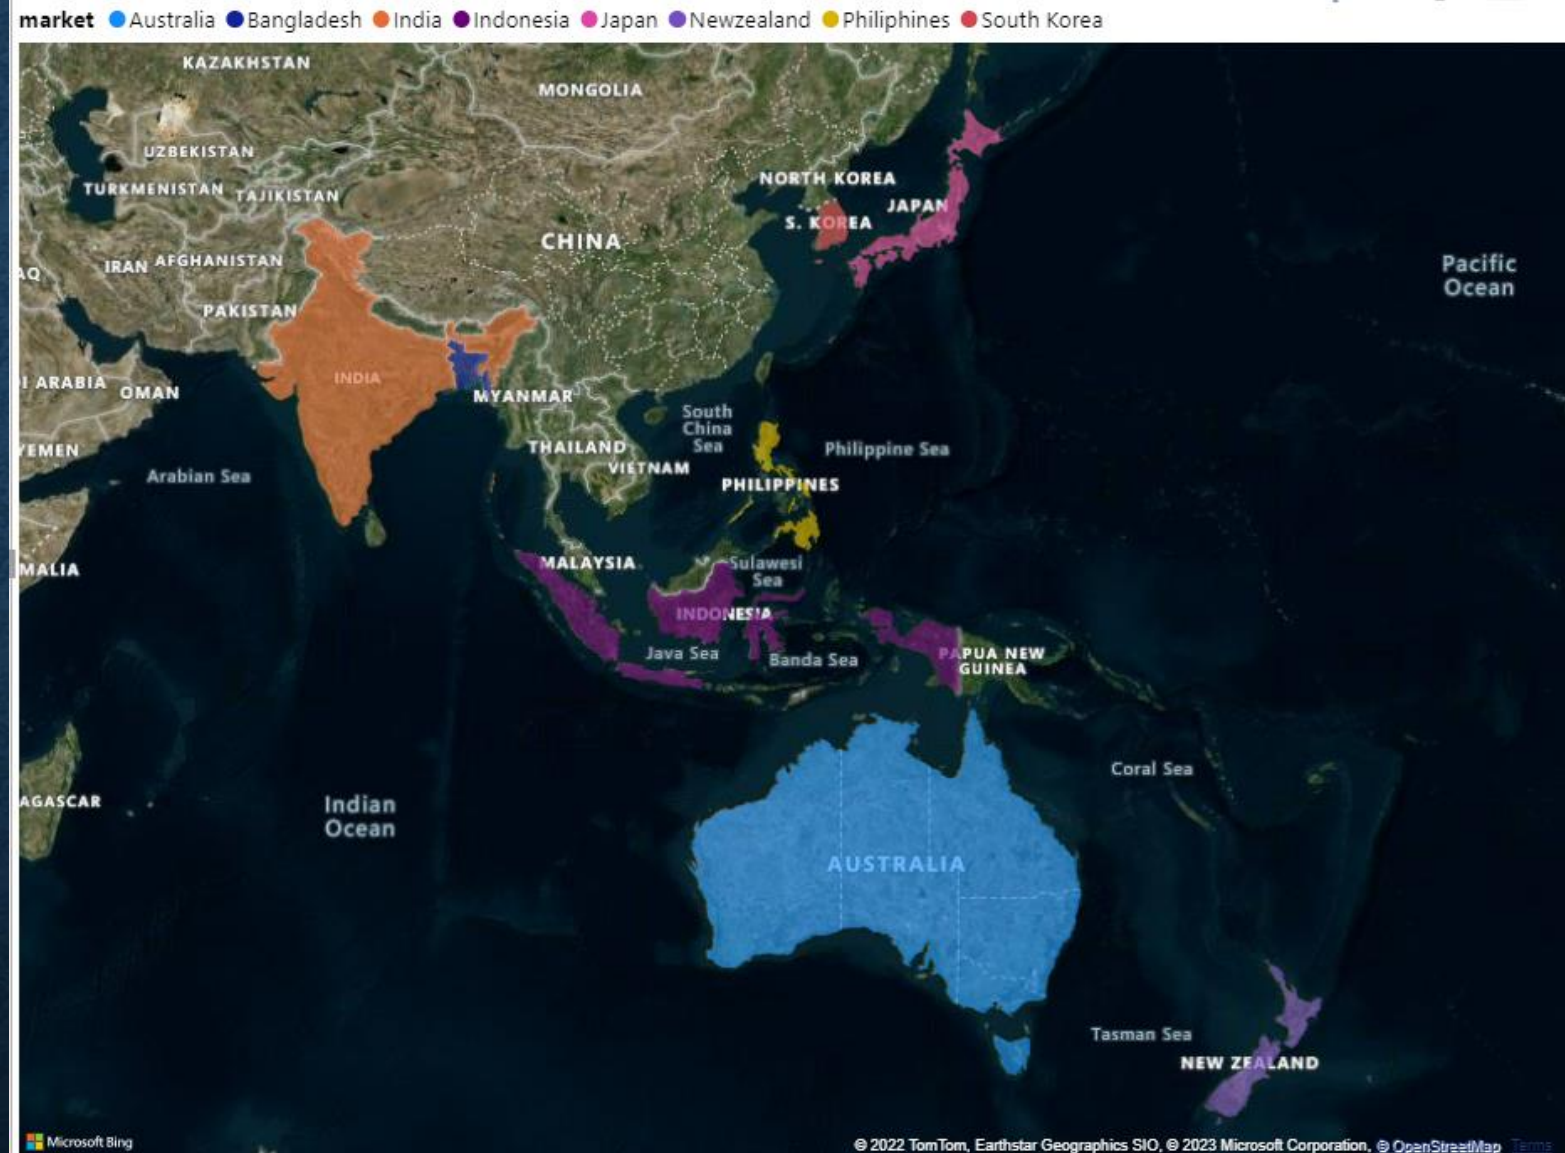 market Australia Bangladesh India Indonesia Japan Newzealand Philiphines South Korea
KAZAKHSTAN
MONGOLIA
UZBEKISTAN
TURKMENISTAN
TAJIKISTAN
NORTH KOREA
JAPAN
S. KOREA
CHINA
AQ
IRAN
AFGHANISTAN
Pacific
Ocean
PAKISTAN
INDIA
I ARABIA
OMAN
MYANMAR
South
China
Sea
YEMEN
THAILAND
Philippine Sea
VIETNAM
Arabian Sea
PHILIPPINES
MALIA
MALAYSIA
Sulawesi
Sea
INDONESIA
Java Sea
Banda Sea
PAPUA NEW
GUINEA
Coral Sea
AGASCAR
Indian
Ocean
AUSTRALIA
Tasman Sea
NEW ZEALAND
Microsoft Bing
© 2022 TomTom, Earthstar Geographics SIO, © 2023 Microsoft Corporation, © OpenStreetMap Terms